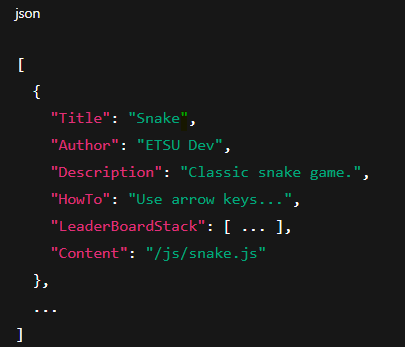 json
[
  {
    "Title": "Snake",
    "Author": "ETSU Dev",
    "Description": "Classic snake game.",
    "HowTo": "Use arrow keys...",
    "LeaderBoardStack": [ ... ],
    "Content": "/js/snake.js"
  },
  ...
]